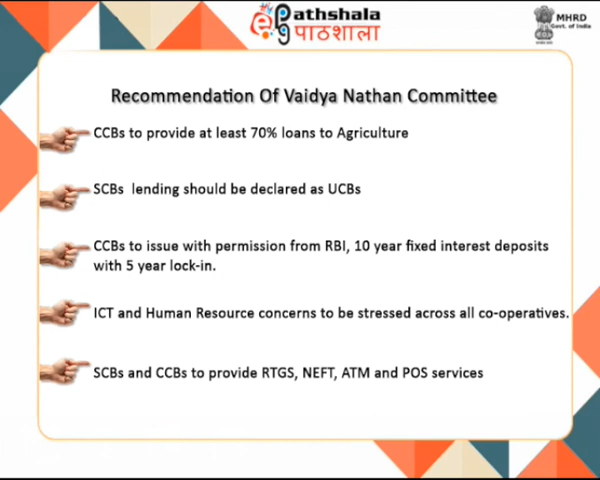 ePathshala
पाठशाला
MHRD
Govt. of India
Recommendation Of Vaidya Nathan Committee
CCBs to provide at least 70% loans to Agriculture
SCBs lending should be declared as UCBs
CCBs to issue with permission from RBI, 10 year fixed interest deposits
with 5 year lock-in.
ICT and Human Resource concerns to be stressed across all co-operatives.
SCBs and CCBs to provide RTGS, NEFT, ATM and POS services